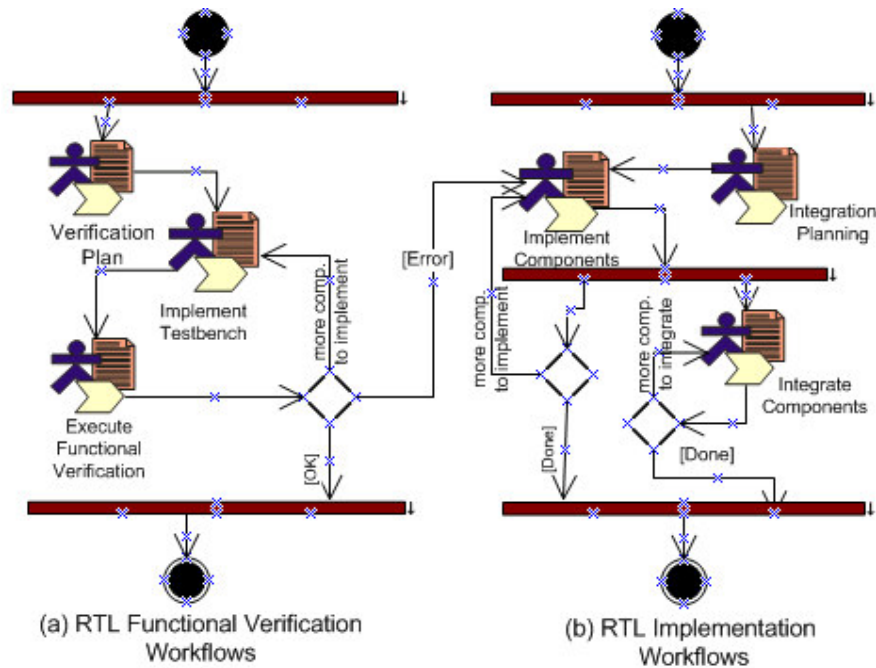 Verification
Plan
Implement
Testbench
more comp.
to implement
Execute
Functional
Verification
[OK]
[Error]
(a) RTL Functional Verification
Workflows
Implement
Components
Integration
Planning
more comp.
to implement
more comp.
to integrate
Integrate
Components
[Done]
[Done]
(b) RTL Implementation
Workflows